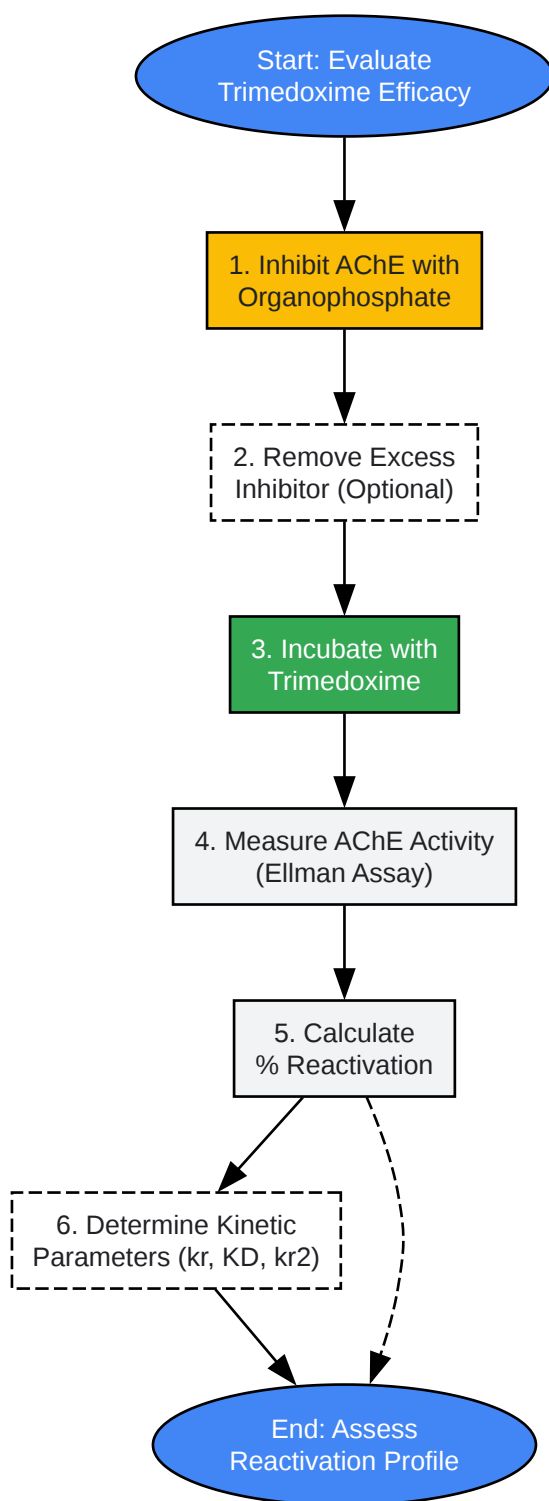 Start: Evaluate
Trimedoxime Efficacy
1. Inhibit AChE with
Organophosphate
2. Remove Excess
Inhibitor (Optional)
3. Incubate with
Trimedoxime
4. Measure AChE Activity
(Ellman Assay)
5. Calculate
% Reactivation
6. Determine Kinetic
Parameters (kr, KD, kr2)
End: Assess
Reactivation Profile